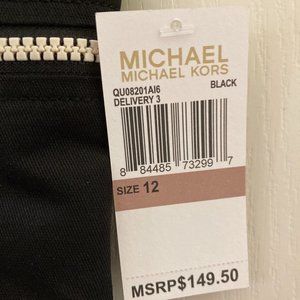 MICHAEL
MICHAEL KORS
QU08201AI6 BLACK
DELIVERY 3
8 84485 73299 7
SIZE 12
MSRP$149.50